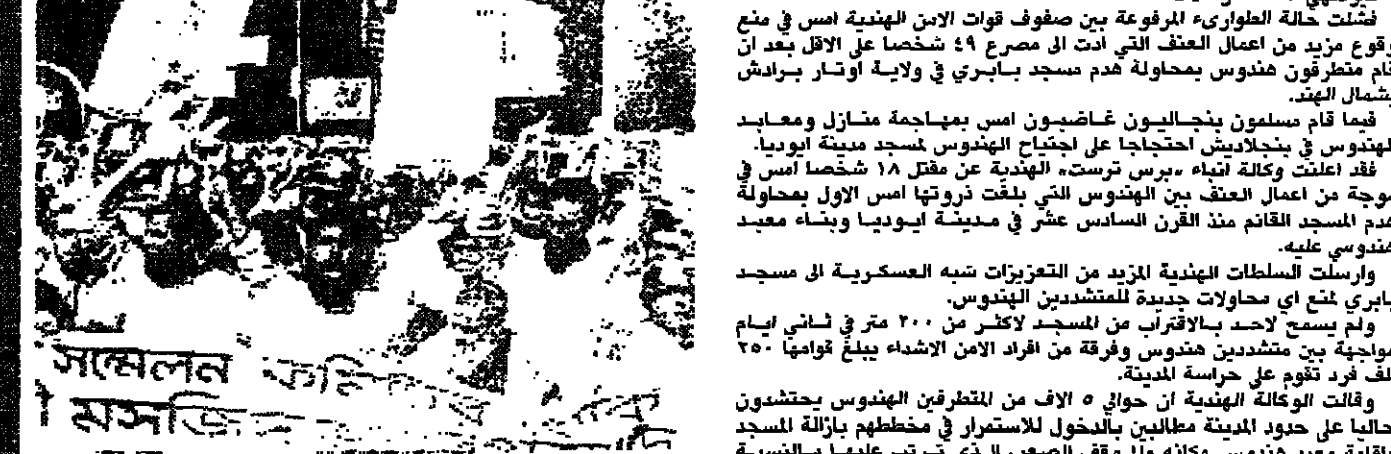 فشلت حالة الطوارىء المرفوعة بين صفوف قوات الامن الهندية امس في منع
وقوع مزيد من اعمال العنف التي ادت الى مصرع ٤٩ شخصا على الاقل بعد ان
قام متطرفون هندوس بمحاولة هدم مسجد بابري في ولاية اوتار برادش
بشمال الهند.
فيما قام مسلمون بنجاليون غاضبون امس بمهاجمة منازل ومعابد
الهندوس في بنجلاديش احتجاجا على اجتياح الهندوس لمسجد مدينة ايوديا.
فقد اعلنت وكالة انباء «برس ترست» الهندية عن مقتل ١٨ شخصا امس في
موجة من اعمال العنف بين الهندوس التي بلغت ذروتها امس الاول بمحاولة
هدم المسجد القائم منذ القرن السادس عشر في مدينة ايوديا وبناء معبد
هندوسي عليه.
وارسلت السلطات الهندية المزيد من التعزيزات شبه العسكرية الى مسجد
بابري لمنع اي محاولات جديدة للمتشددين الهندوس.
ولم يسمح لاحد بالاقتراب من المسجد لاكثر من ٢٠٠ متر في ثاني ايام
مواجهة بين متشددين هندوس وفرقة من افراد الامن الاشداء يبلغ قوامها ٢٥٠
الف فرد تقوم على حراسة المدينة.
وقالت الوكالة الهندية ان حوالي ٥ الاف من المتطرفين الهندوس يحتشدون
حاليا على حدود المدينة مطالبين بالدخول للاستمرار في مخططهم بازالة المسجد
واقامة معبد هندوسي مكانه
সম্মেলন
মসজি